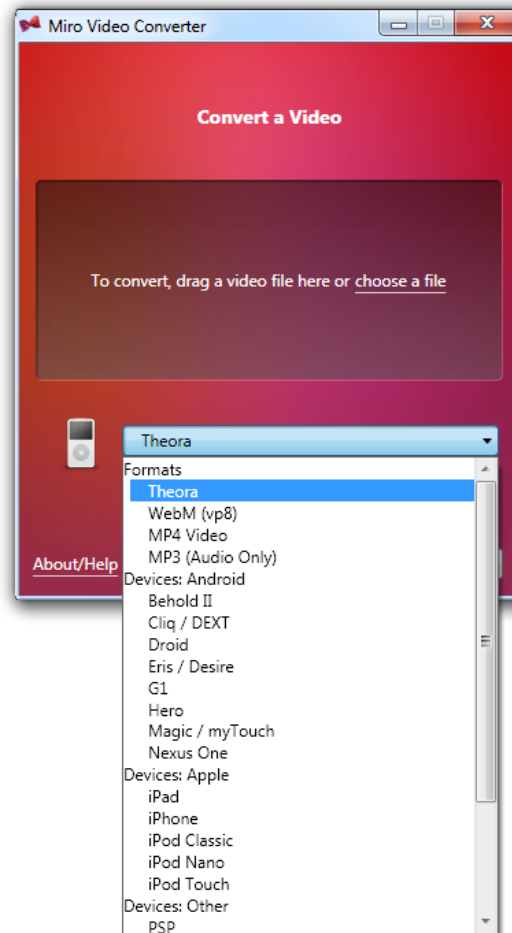 Miro Video Converter
Convert a Video
To convert, drag a video file here or choose a file
Theora
Formats
Theora
WebM (vp8)
MP4 Video
MP3 (Audio Only)
About/Help
Devices: Android
Behold II
Cliq / DEXT
Droid
Eris / Desire
G1
Hero
Magic / myTouch
Nexus One
Devices: Apple
iPad
iPhone
iPod Classic
iPod Nano
iPod Touch
Devices: Other
PSP